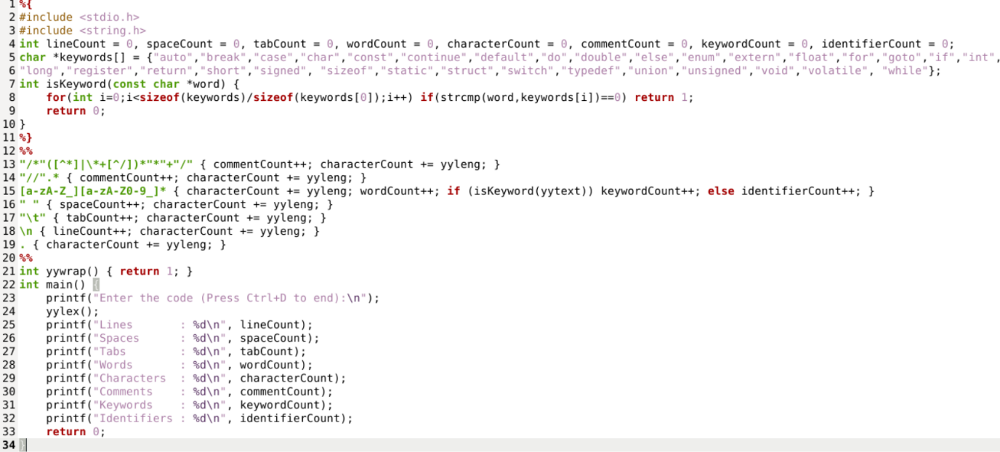 1 %{
2 #include <stdio.h>
3 #include <string.h>
4 int lineCount = 0, spaceCount = 0, tabCount = 0, wordCount = 0, characterCount = 0, commentCount = 0, keywordCount = 0, identifierCount = 0;
5 char *keywords[] = {"auto","break","case","char","const","continue","default","do","double","else","enum","extern","float","for","goto","if","int",
6 "long","register","return","short","signed", "sizeof","static","struct","switch","typedef","union","unsigned","void","volatile", "while"};
7 int isKeyword(const char *word) {
8     for(int i=0;i<sizeof(keywords)/sizeof(keywords[0]);i++) if(strcmp(word,keywords[i])==0) return 1;
9     return 0;
10 }
11 %}
12 %%
13 "/*"([^*]|\*+[^/])*"*"+"/" { commentCount++; characterCount += yyleng; }
14 "//".* { commentCount++; characterCount += yyleng; }
15 [a-zA-Z_][a-zA-Z0-9_]* { characterCount += yyleng; wordCount++; if (isKeyword(yytext)) keywordCount++; else identifierCount++; }
16 " " { spaceCount++; characterCount += yyleng; }
17 "\t" { tabCount++; characterCount += yyleng; }
18 \n { lineCount++; characterCount += yyleng; }
19 . { characterCount += yyleng; }
20 %%
21 int yywrap() { return 1; }
22 int main() {
23     printf("Enter the code (Press Ctrl+D to end):\n");
24     yylex();
25     printf("Lines       : %d\n", lineCount);
26     printf("Spaces      : %d\n", spaceCount);
27     printf("Tabs        : %d\n", tabCount);
28     printf("Words       : %d\n", wordCount);
29     printf("Characters  : %d\n", characterCount);
30     printf("Comments    : %d\n", commentCount);
31     printf("Keywords    : %d\n", keywordCount);
32     printf("Identifiers : %d\n", identifierCount);
33     return 0;
34 }